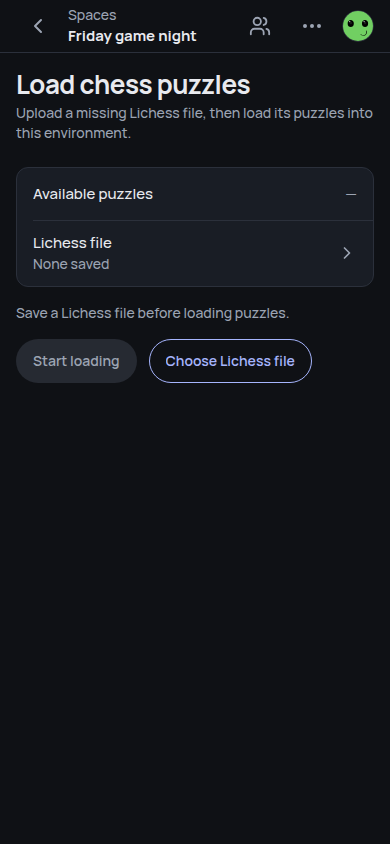 Spaces
Friday game night
Load chess puzzles
Upload a missing Lichess file, then load its puzzles into
this environment.
Available puzzles –
Lichess file
None saved
Save a Lichess file before loading puzzles.
Start loading Choose Lichess file